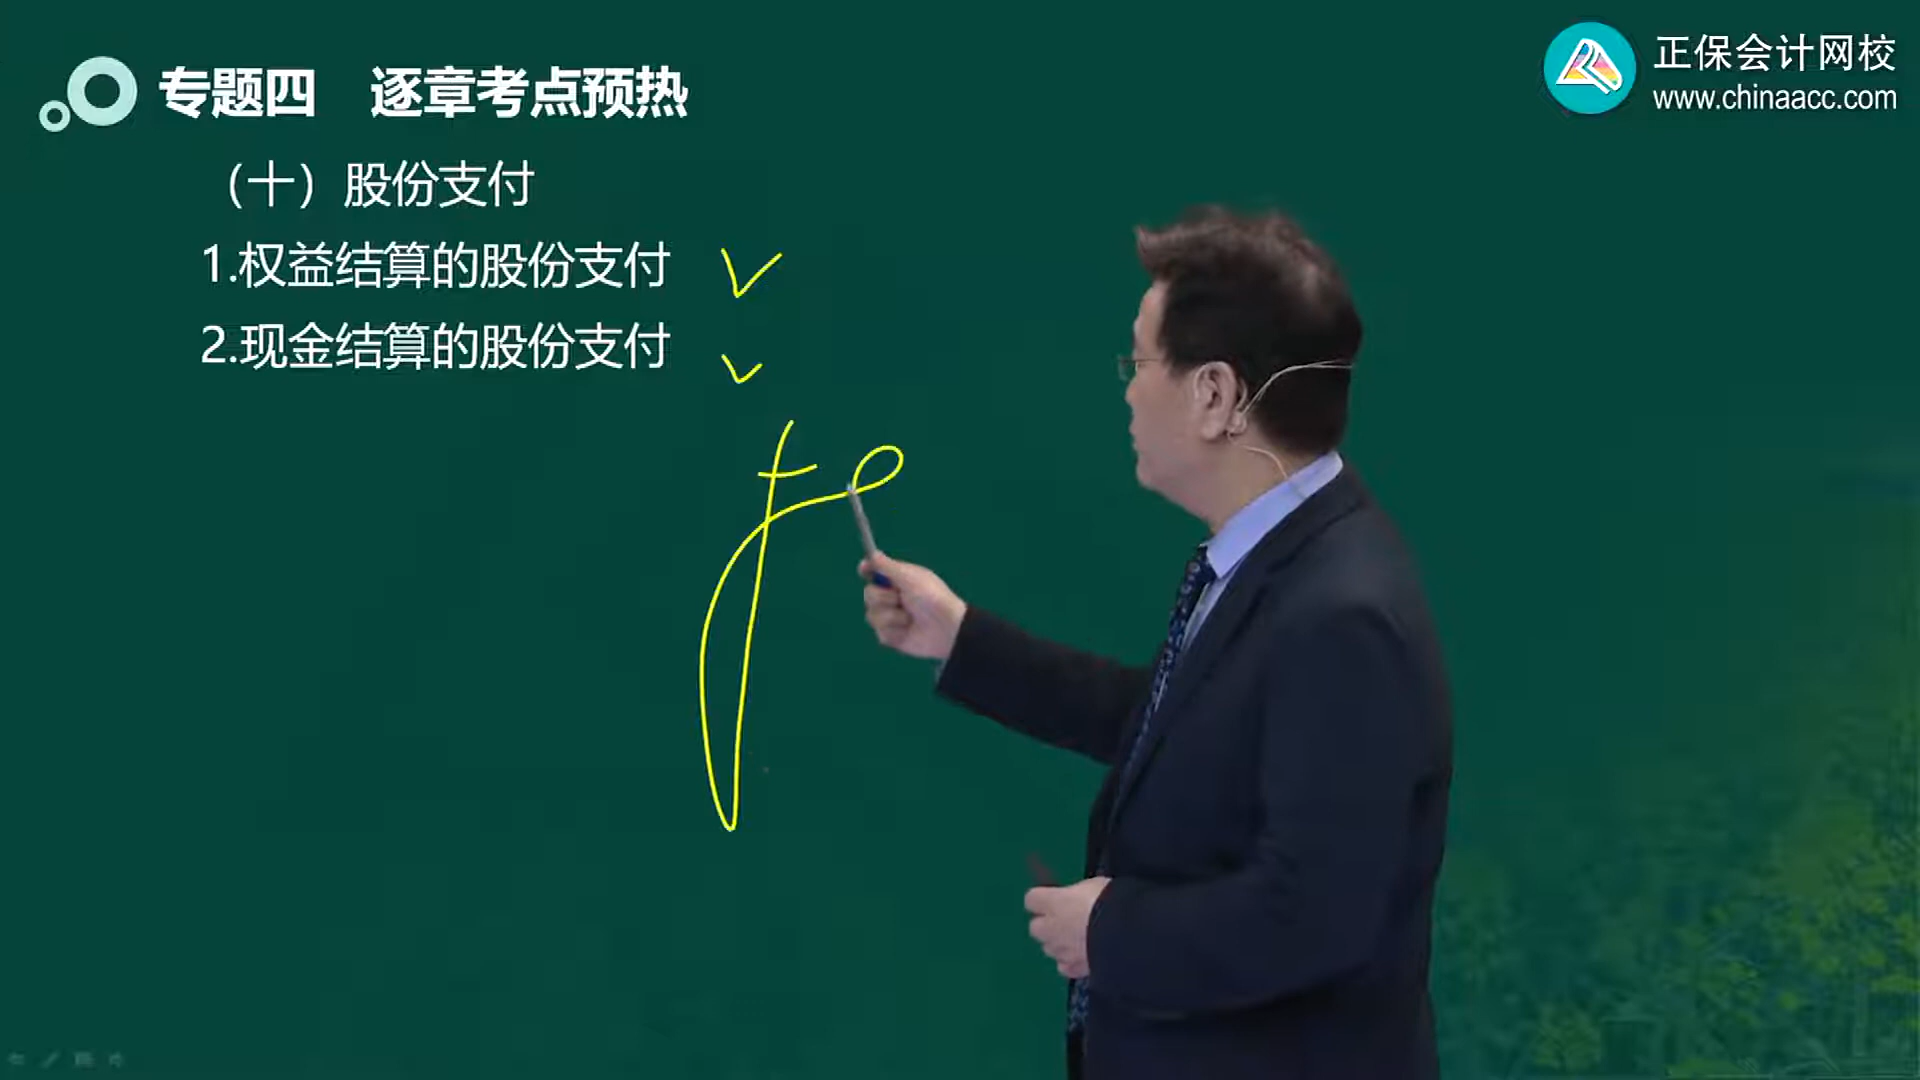 正保会计网校
www.chinaacc.com
专题四 逐章考点预热
（十）股份支付
1.权益结算的股份支付
2.现金结算的股份支付